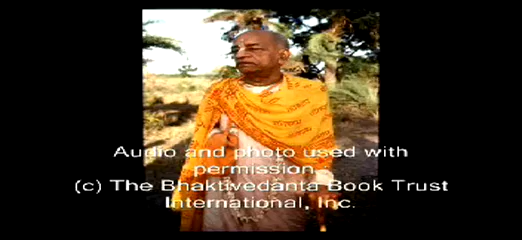 Audio and photo used with
permission.
(c) The Bhaktivedanta Book Trust
International, Inc.